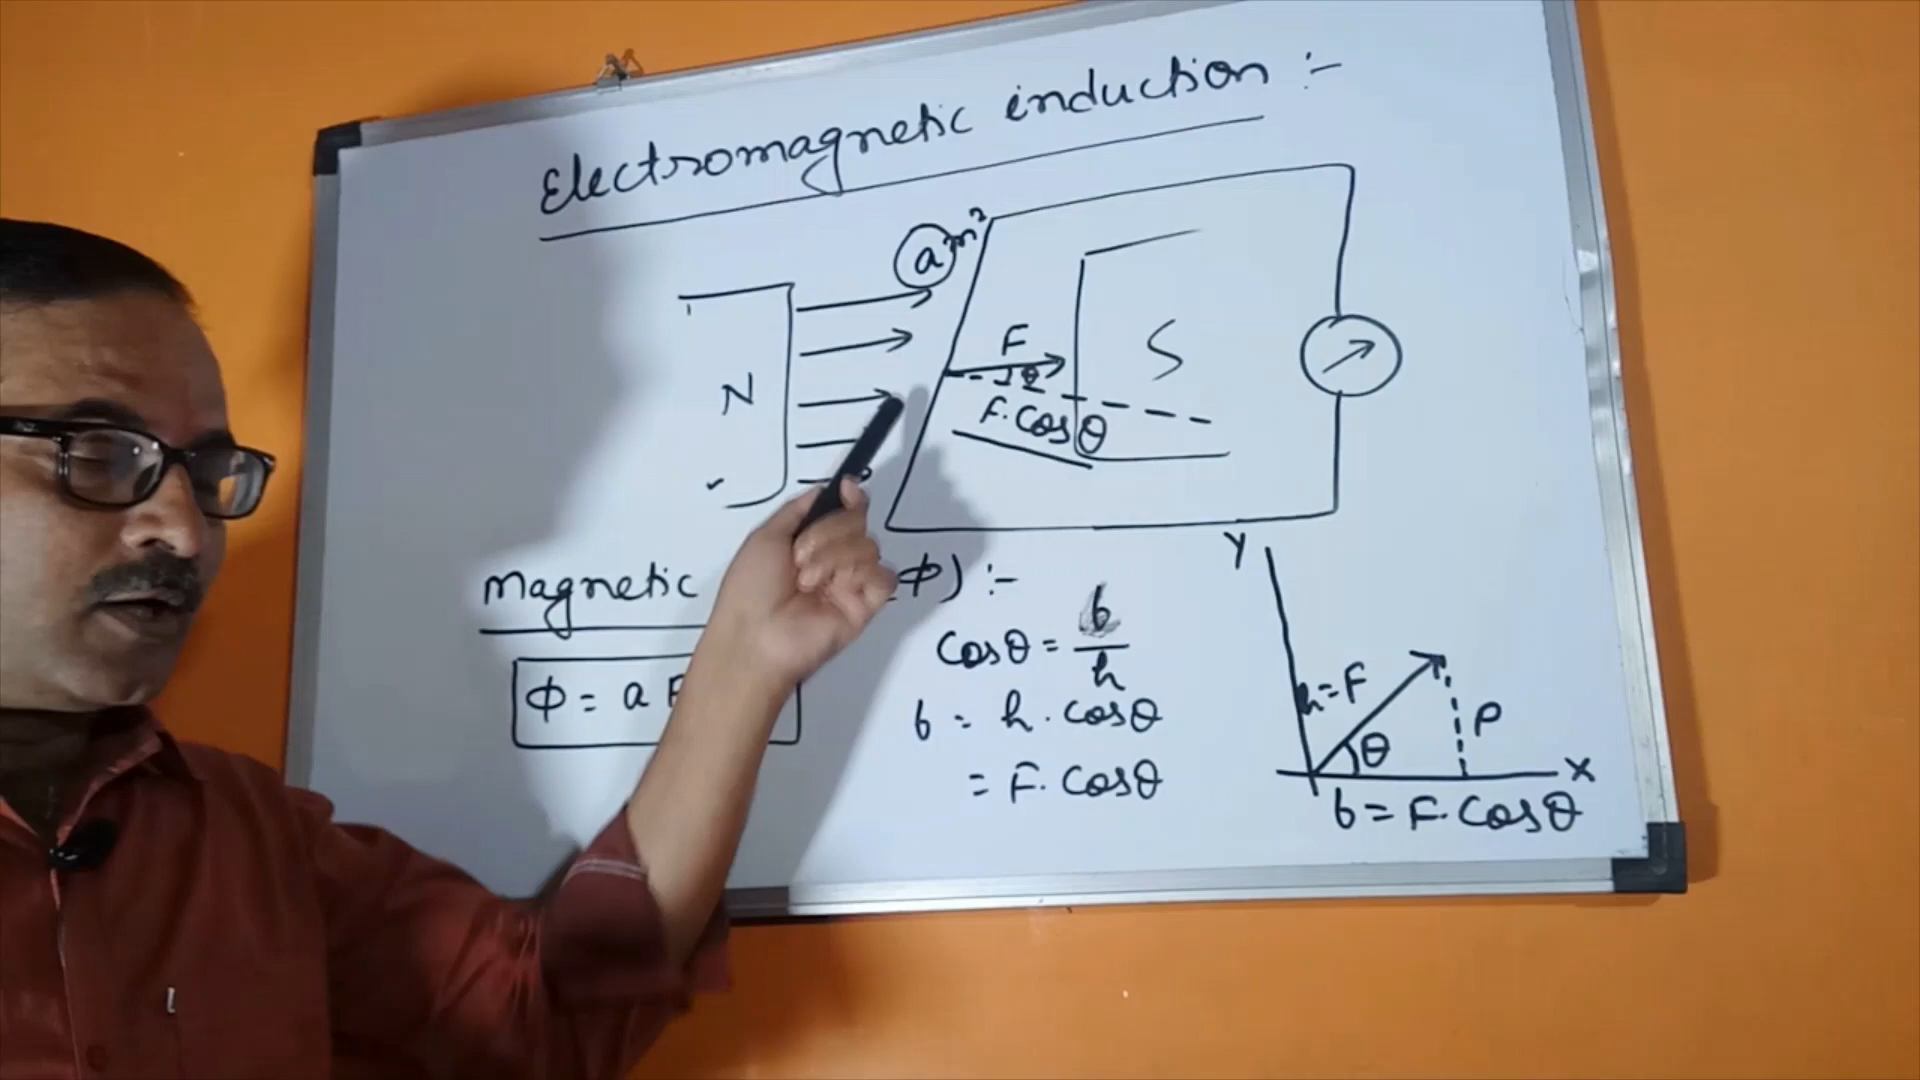 Electromagnetic induction :-
a m²
N
F
θ
S
F. Cosθ
Magnetic (Φ) :-
Φ = a F
Cosθ = b/h
b = h. cosθ
= F. Cosθ
Y
h=F
P
θ
X
b = F. Cosθ